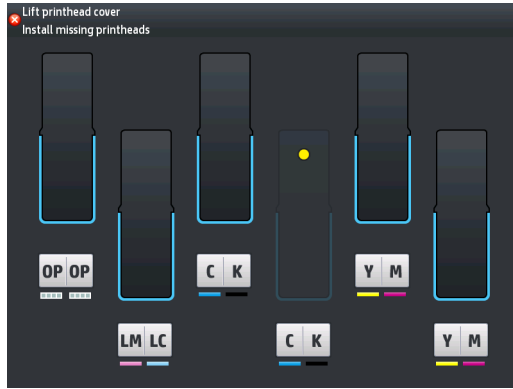 Lift printhead cover
Install missing printheads
OP OP
C K
Y M
LM LC
C K
Y M